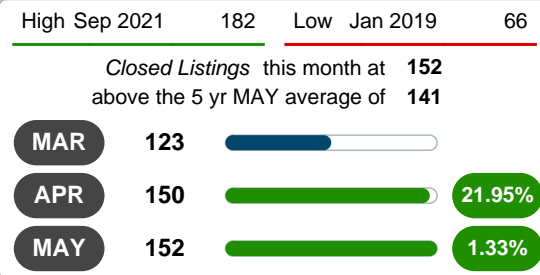 High Sep 2021 182 Low Jan 2019 66
Closed Listings this month at 152
above the 5 yr MAY average of 141
MAR 123
APR 150 21.95%
MAY 152 1.33%